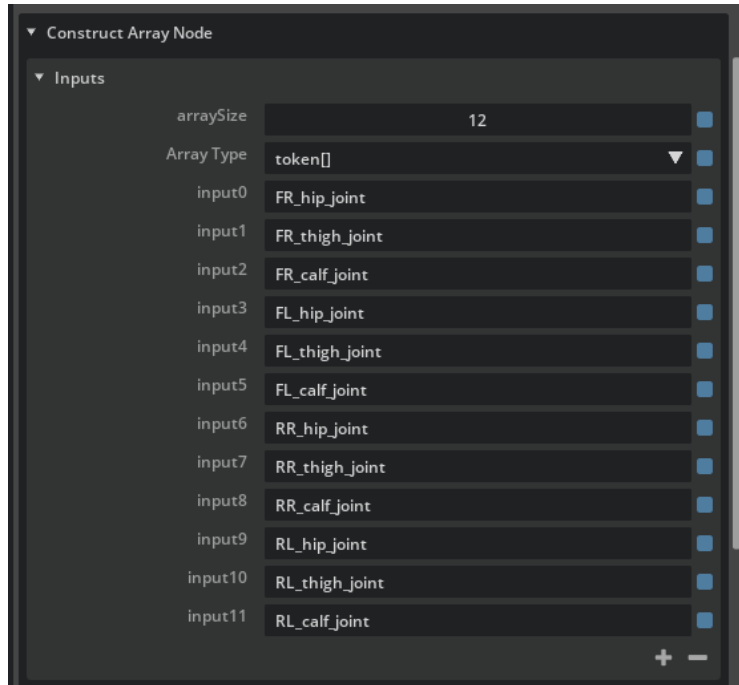 Construct Array Node
Inputs
arraySize 12
Array Type token[]
input0 FR_hip_joint
input1 FR_thigh_joint
input2 FR_calf_joint
input3 FL_hip_joint
input4 FL_thigh_joint
input5 FL_calf_joint
input6 RR_hip_joint
input7 RR_thigh_joint
input8 RR_calf_joint
input9 RL_hip_joint
input10 RL_thigh_joint
input11 RL_calf_joint